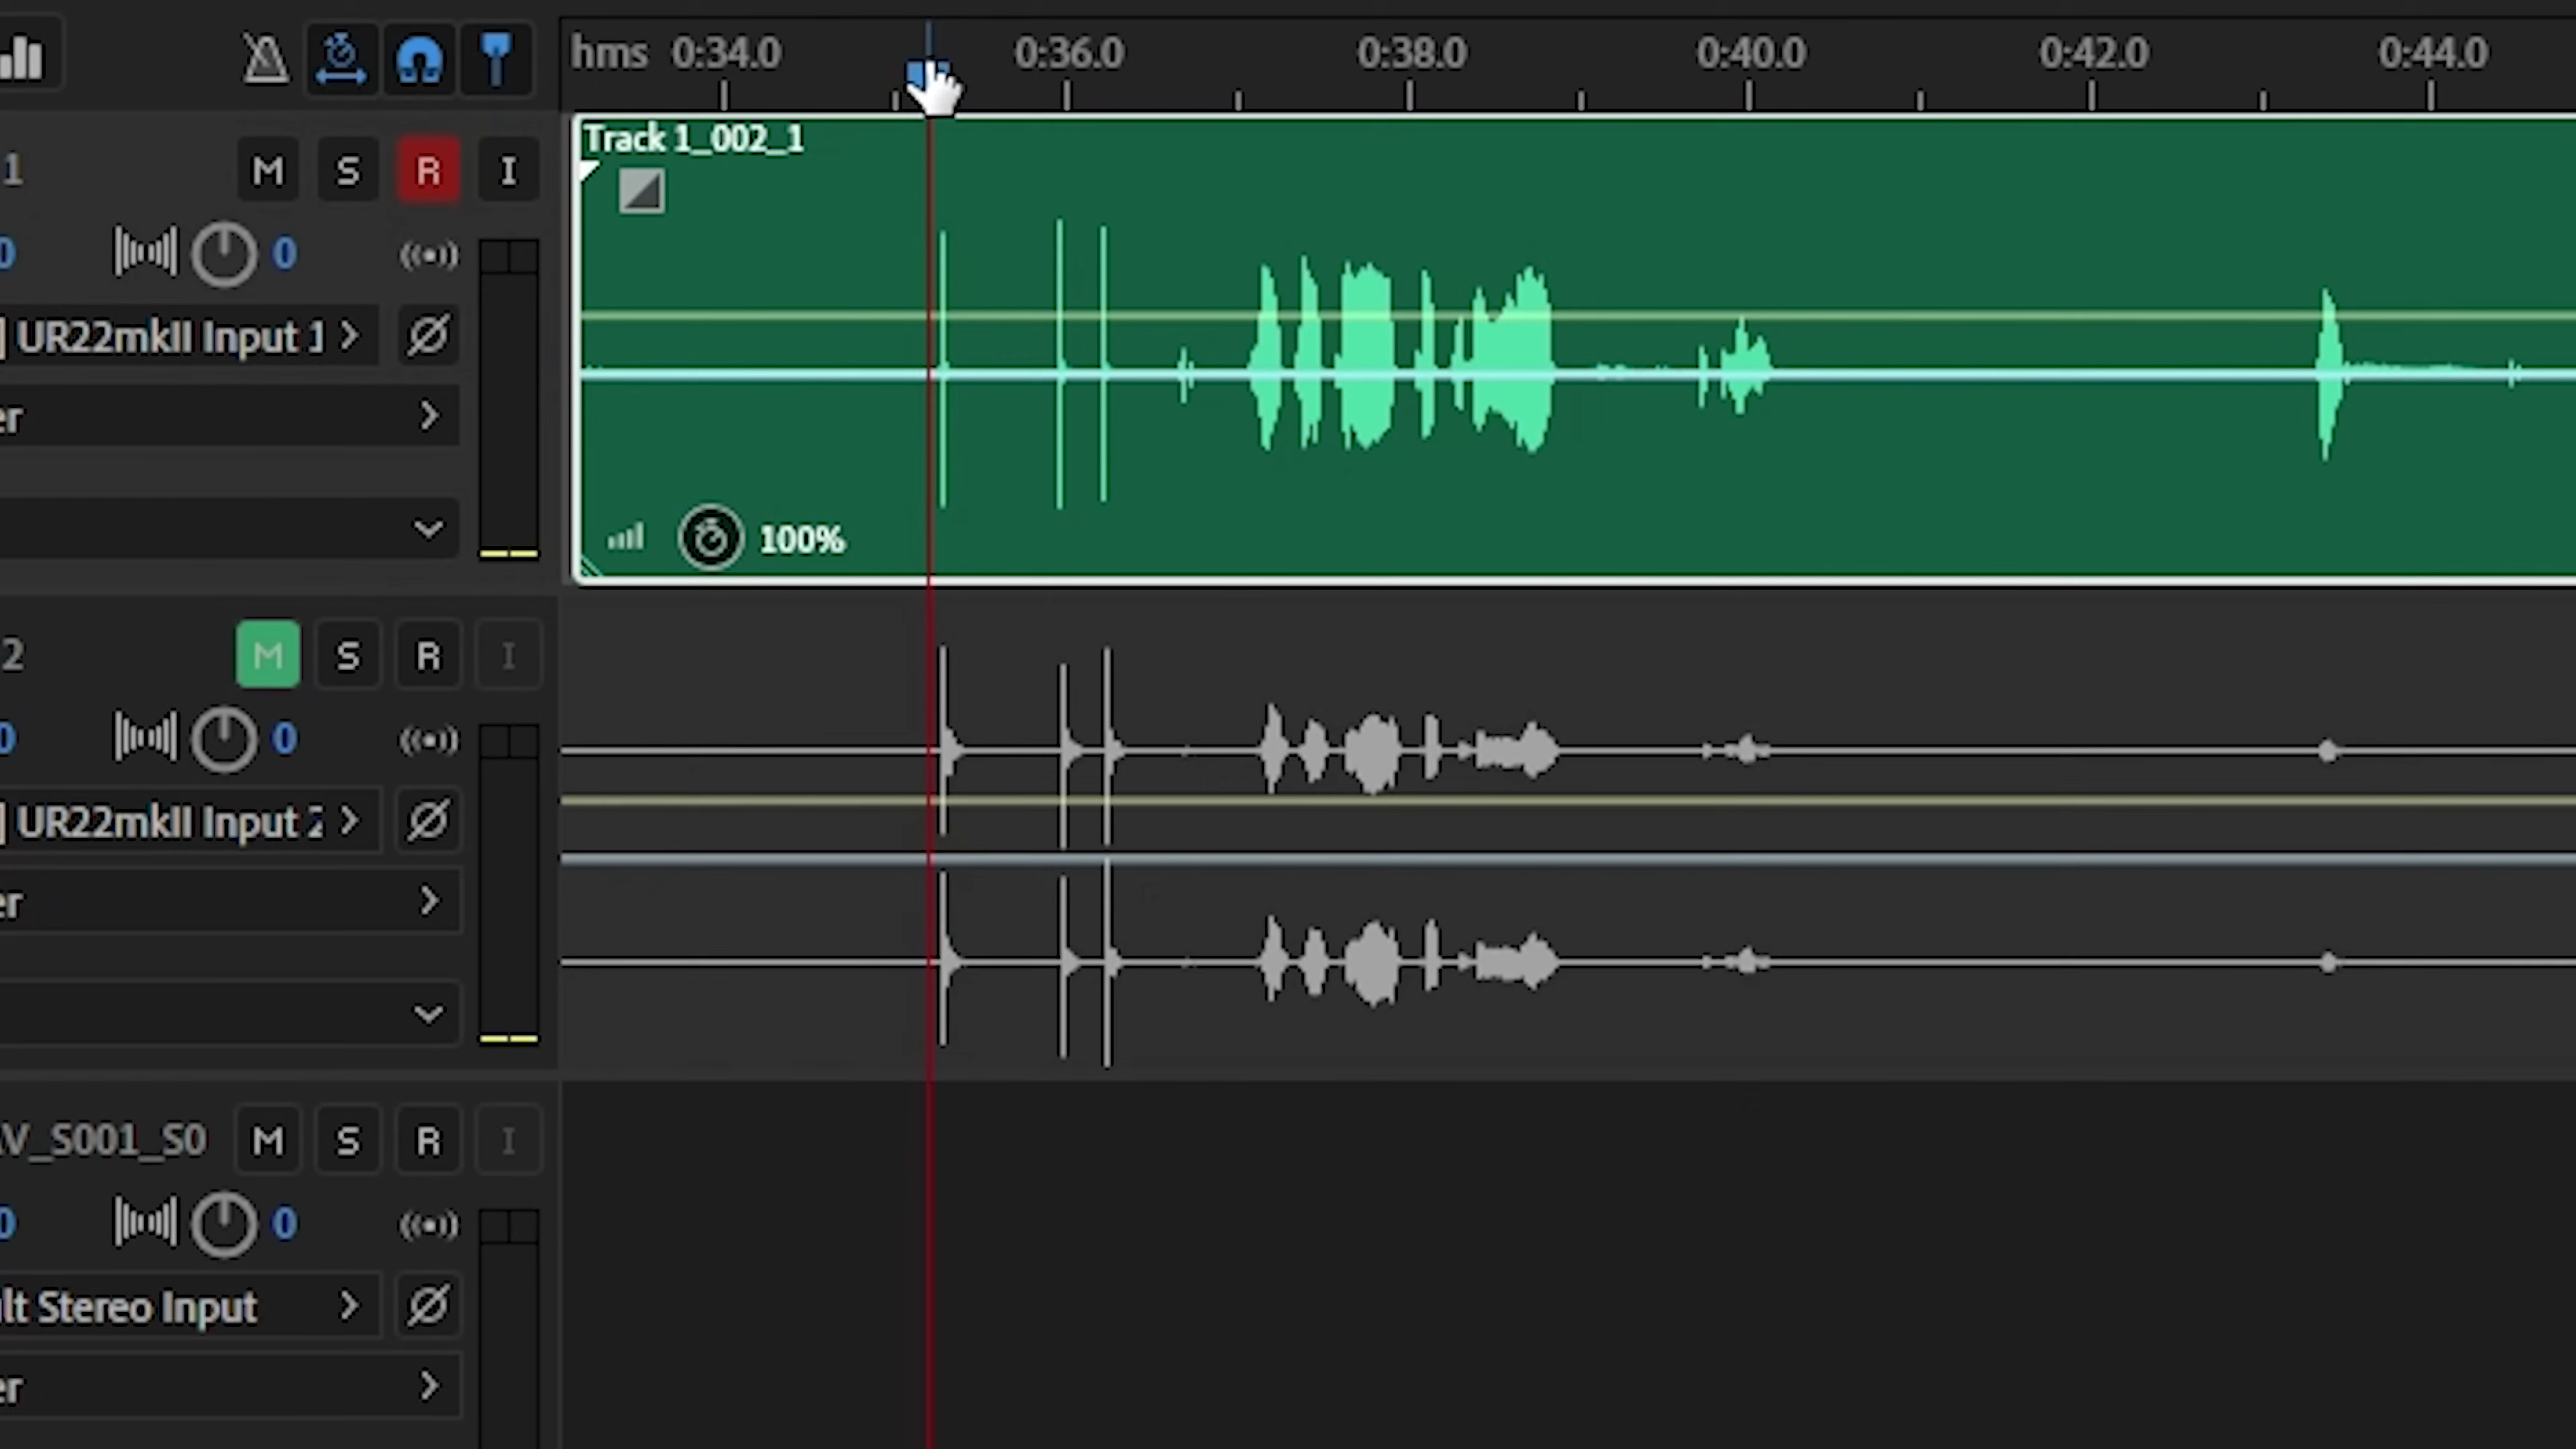 hms 0:34.0 0:36.0 0:38.0 0:40.0 0:42.0 0:44.0
1 M S R I
Track 1_002_1
0 0
] UR22mkII Input 1
er
100%
2 M S R I
0 0
] UR22mkII Input 2
er
AV_S001_S0 M S R I
0 0
ult Stereo Input
er